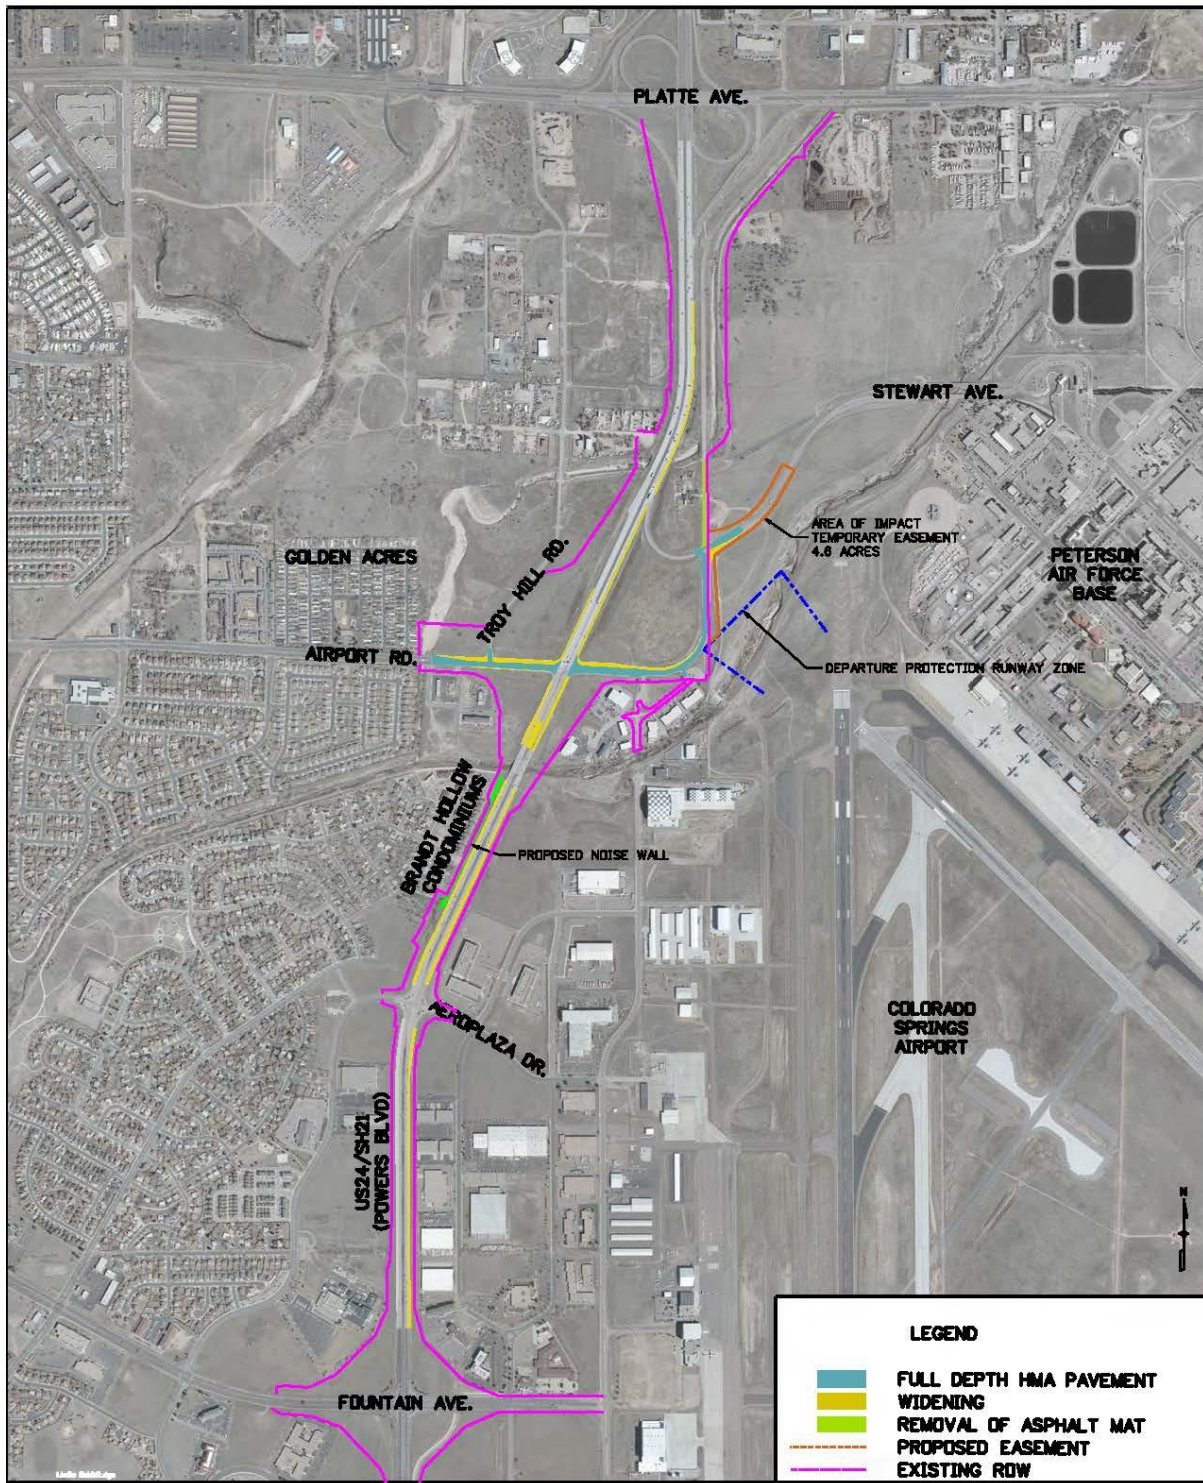 PLATTE AVE.
STEWART AVE.
AREA OF IMPACT
TEMPORARY EASEMENT
4.6 ACRES
GOLDEN ACRES
TROY HILL RD.
PETERSON
AIR FORCE
BASE
AIRPORT RD.
DEPARTURE PROTECTION RUNWAY ZONE
BRANDT HOLLOW
CONDOMINIUMS
PROPOSED NOISE WALL
AEROPLAZA DR.
COLORADO
SPRINGS
AIRPORT
US24/SH21
(POWERS BLVD)
N
FOUNTAIN AVE.
LEGEND
FULL DEPTH HMA PAVEMENT
WIDENING
REMOVAL OF ASPHALT MAT
PROPOSED EASEMENT
EXISTING ROW